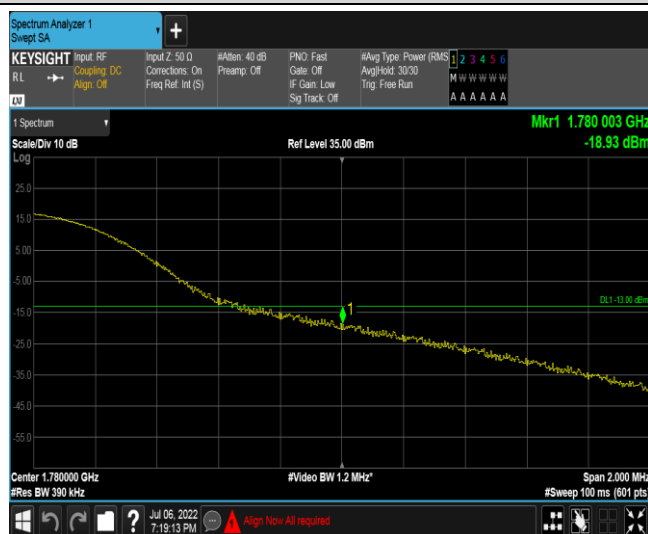 Spectrum Analyzer 1
Swept SA
+
KEYSIGHT
RL
LXI
Input: RF
Coupling: DC
Align: Off
Input Z: 50 Ω
Corrections: On
Freq Ref: Int (S)
#Atten: 40 dB
Preamp: Off
PNO: Fast
Gate: Off
IF Gain: Low
Sig Track: Off
#Avg Type: Power (RMS
Avg|Hold: 30/30
Trig: Free Run
1 2 3 4 5 6
M W W W W W
A A A A A A
1 Spectrum
Mkr1 1.780 003 GHz
-18.93 dBm
Scale/Div 10 dB
Ref Level 35.00 dBm
Log
25.0
15.0
5.00
-5.00
-15.0
-25.0
-35.0
-45.0
-55.0
1
DL1 -13.00 dBm
Center 1.780000 GHz
#Video BW 1.2 MHz*
Span 2.000 MHz
#Res BW 390 kHz
#Sweep 100 ms (601 pts)
?
Jul 06, 2022
7:19:13 PM
Align Now All required